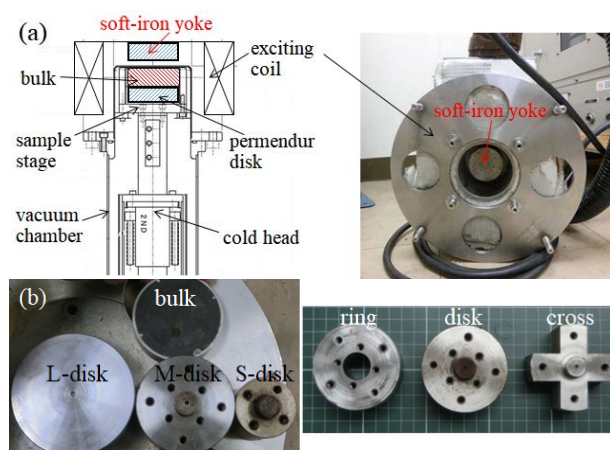 (a)
soft-iron yoke
bulk
exciting
coil
sample
stage
permendur
disk
vacuum
chamber
cold head
2ND
soft-iron yoke
(b)
bulk
L-disk
M-disk
S-disk
ring
disk
cross